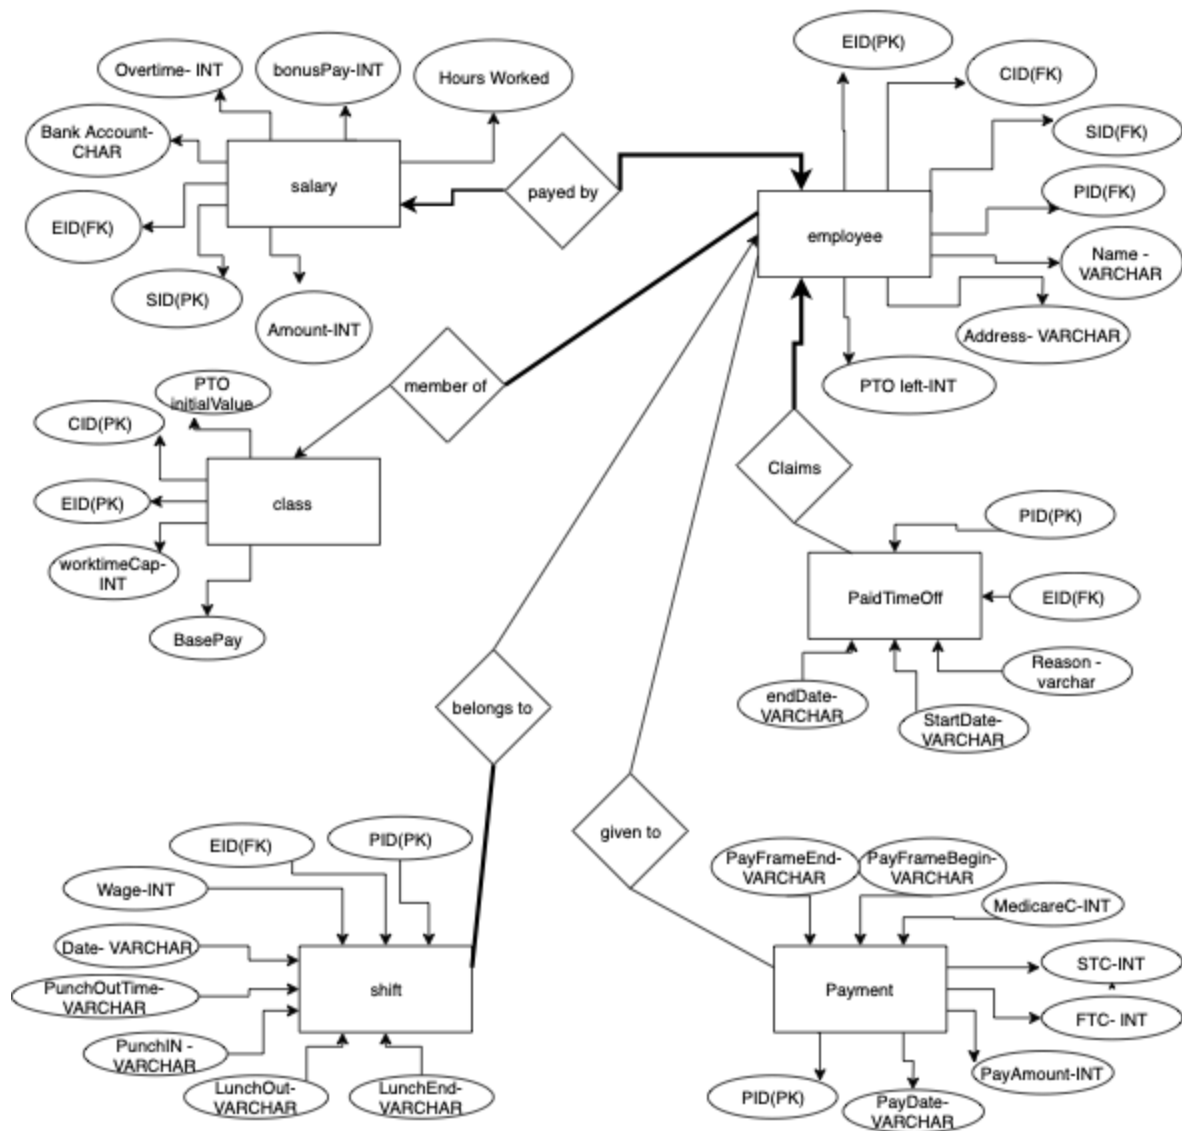 EID(PK)
CID(FK)
SID(FK)
PID(FK)
Name -
VARCHAR
Address- VARCHAR
PTO left-INT
employee
Overtime- INT
bonusPay-INT
Hours Worked
Bank Account-
CHAR
EID(FK)
SID(PK)
Amount-INT
salary
payed by
member of
PTO
initialValue
CID(PK)
EID(PK)
worktimeCap-
INT
BasePay
class
Claims
PID(PK)
EID(FK)
Reason -
varchar
StartDate-
VARCHAR
endDate-
VARCHAR
PaidTimeOff
belongs to
given to
EID(FK)
PID(PK)
Wage-INT
Date- VARCHAR
PunchOutTime-
VARCHAR
PunchIN -
VARCHAR
LunchOut-
VARCHAR
LunchEnd-
VARCHAR
shift
PayFrameEnd-
VARCHAR
PayFrameBegin-
VARCHAR
MedicareC-INT
STC-INT
FTC- INT
PayAmount-INT
PayDate-
VARCHAR
PID(PK)
Payment